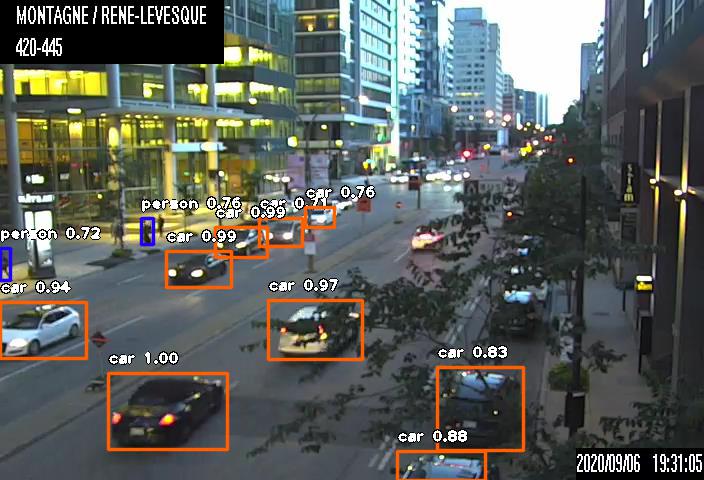 MONTAGNE / RENE-LEVESQUE
420-445
car 0.76
person 0.76
car 0.71
car 0.99
person 0.72
car 0.99
car 0.94
car 0.97
car 0.83
car 1.00
car 0.88
2020/09/06 19:31:05